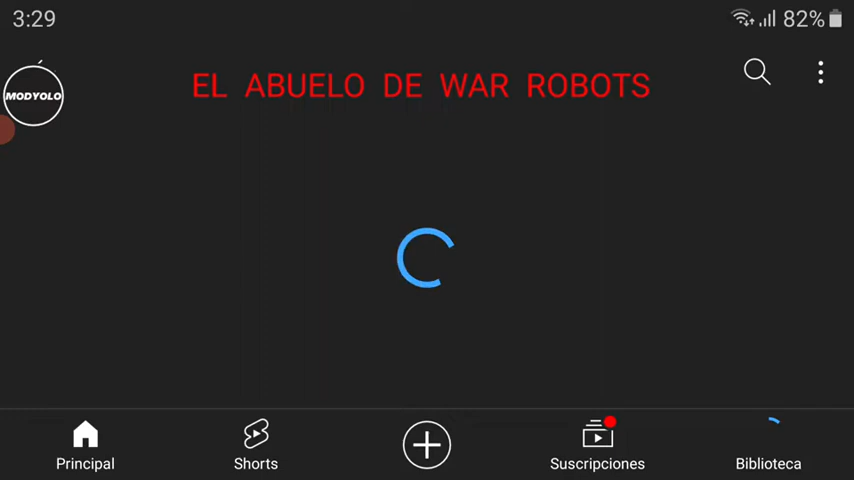 3:29
82%
MODYOLO
EL ABUELO DE WAR ROBOTS
Principal
Shorts
Suscripciones
Biblioteca